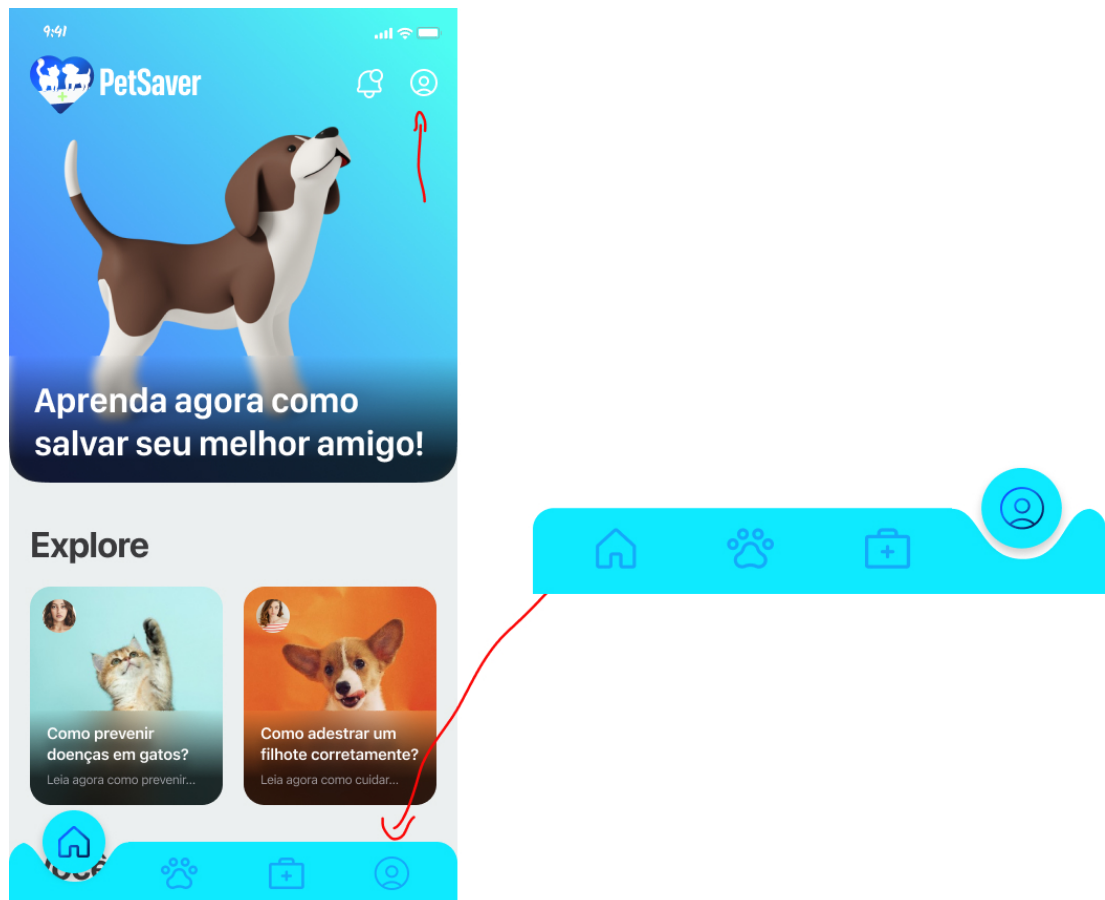 9:41
PetSaver
Aprenda agora como
salvar seu melhor amigo!
Explore
Como prevenir
doenças em gatos?
Leia agora como prevenir...
Como adestrar um
filhote corretamente?
Leia agora como cuidar...